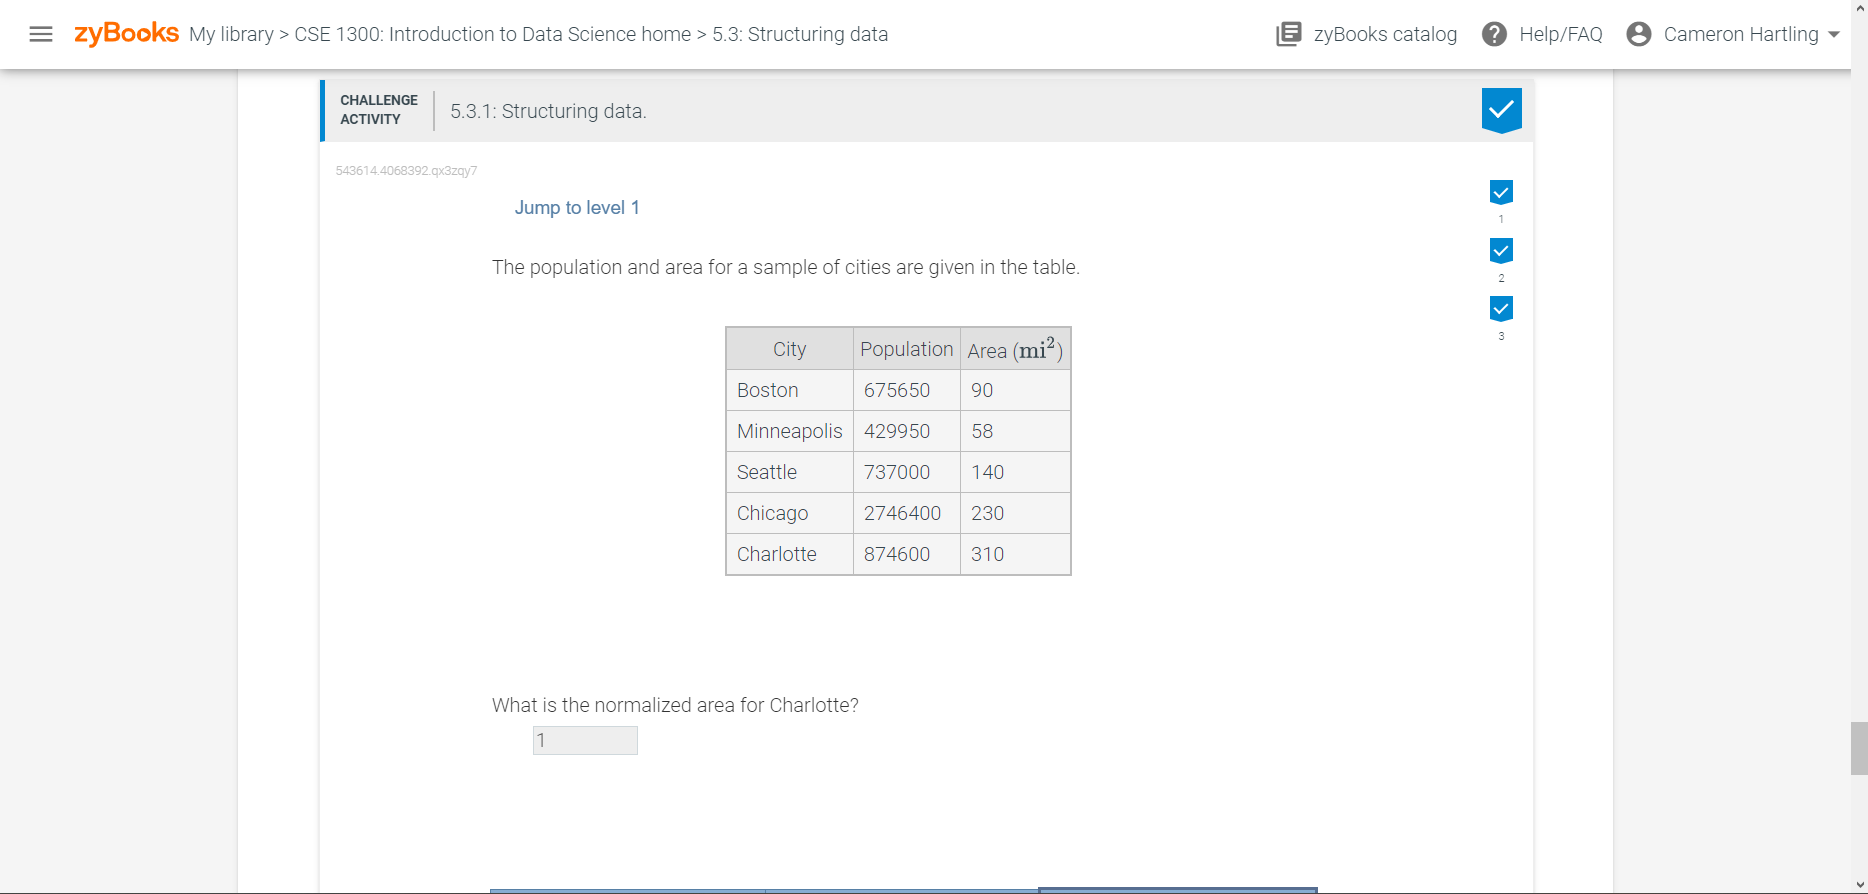 zyBooks My library > CSE 1300: Introduction to Data Science home > 5.3: Structuring data
zyBooks catalog
? Help/FAQ
Cameron Hartling
CHALLENGE
ACTIVITY
5.3.1: Structuring data.
543614.4068392.qx3zqy7
Jump to level 1
1
2
3
The population and area for a sample of cities are given in the table.
City Population Area (mi²)
Boston 675650 90
Minneapolis 429950 58
Seattle 737000 140
Chicago 2746400 230
Charlotte 874600 310
What is the normalized area for Charlotte?
1